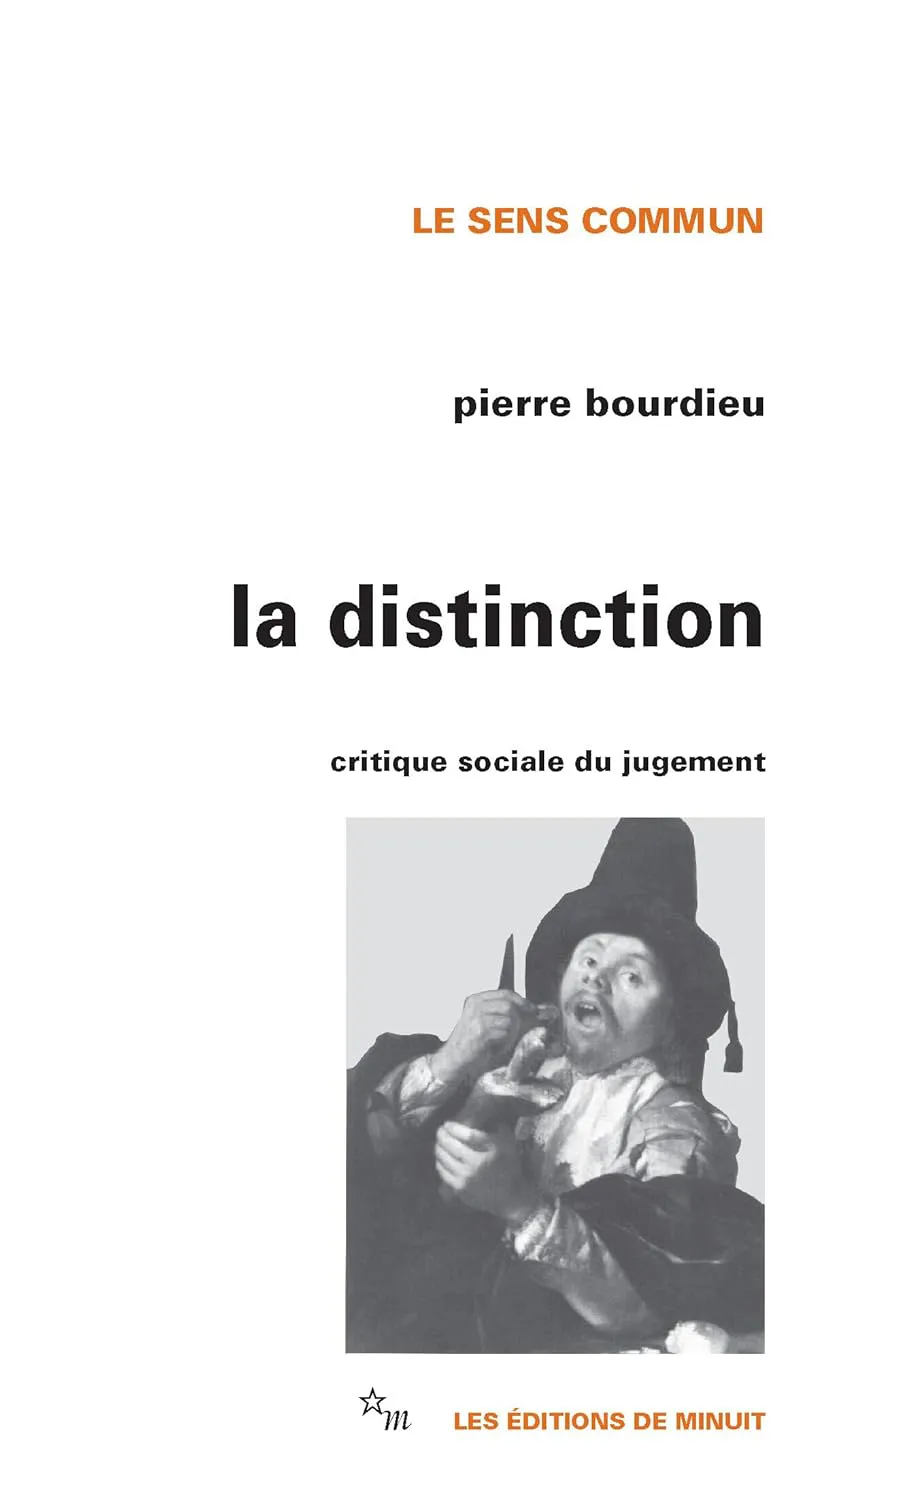 LE SENS COMMUN
pierre bourdieu
la distinction
critique sociale du jugement
m
LES ÉDITIONS DE MINUIT